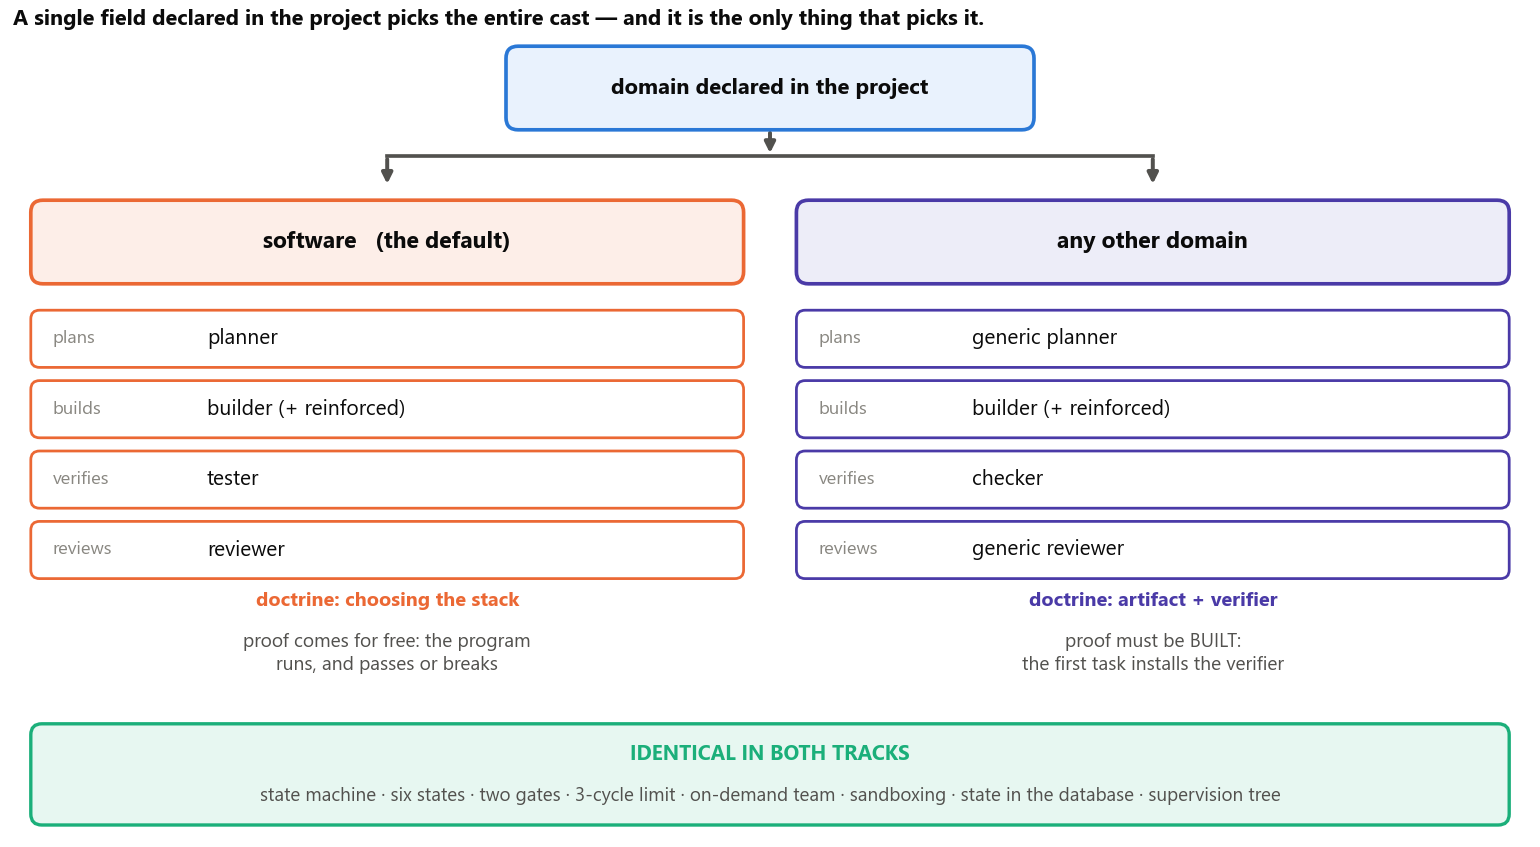 A single field declared in the project picks the entire cast — and it is the only thing that picks it.
domain declared in the project
software (the default)
plans planner
builds builder (+ reinforced)
verifies tester
reviews reviewer
doctrine: choosing the stack
proof comes for free: the program
runs, and passes or breaks
any other domain
plans generic planner
builds builder (+ reinforced)
verifies checker
reviews generic reviewer
doctrine: artifact + verifier
proof must be BUILT:
the first task installs the verifier
IDENTICAL IN BOTH TRACKS
state machine · six states · two gates · 3-cycle limit · on-demand team · sandboxing · state in the database · supervision tree